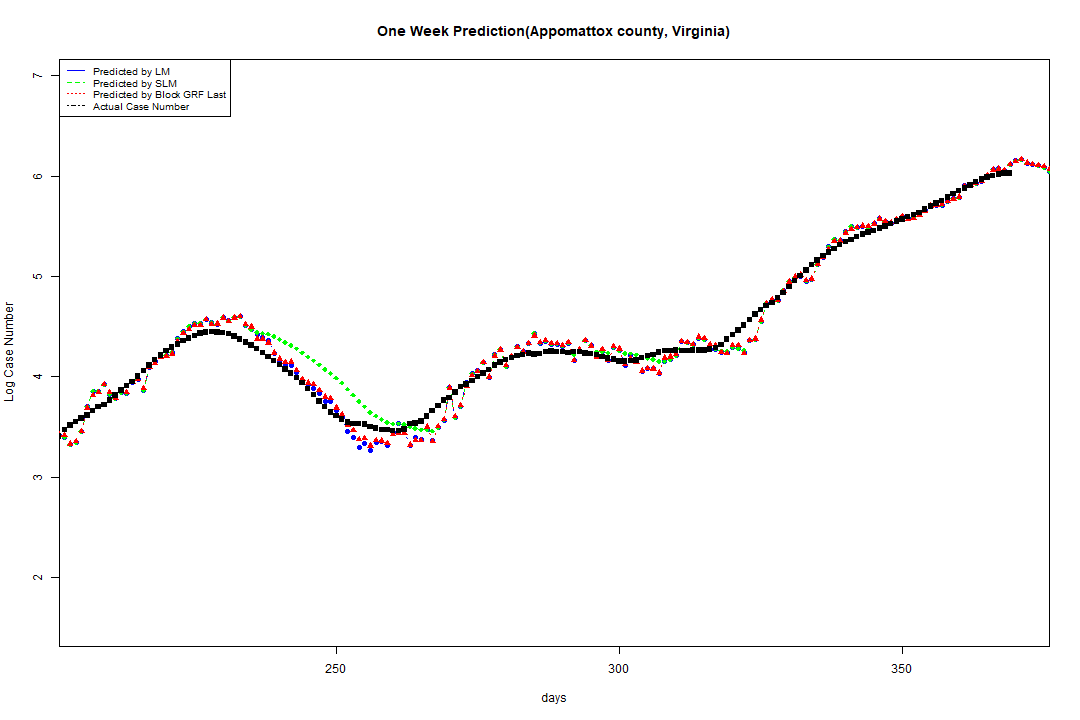 One Week Prediction(Appomattox county, Virginia)
Predicted by LM
Predicted by SLM
Predicted by Block GRF Last
Actual Case Number
7
6
5
4
3
2
Log Case Number
250
300
350
days